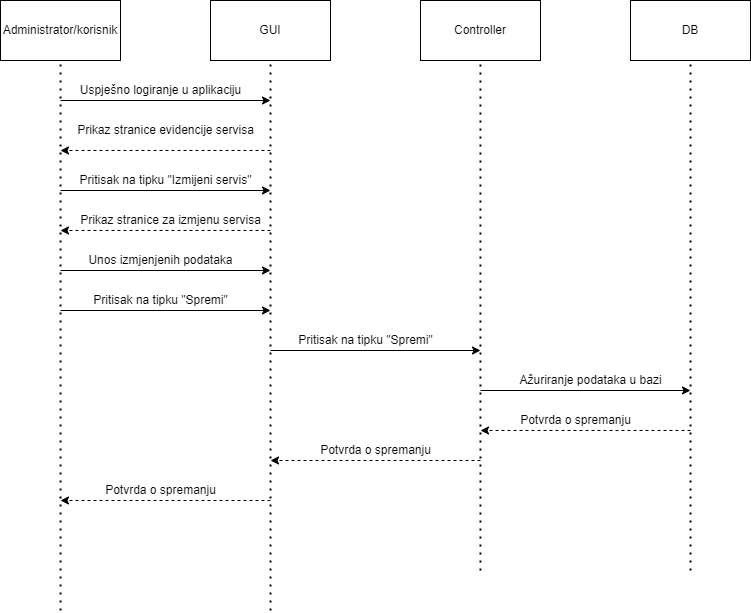 Administrator/korisnik
GUI
Controller
DB
Uspješno logiranje u aplikaciju
Prikaz stranice evidencije servisa
Pritisak na tipku "Izmijeni servis"
Prikaz stranice za izmjenu servisa
Unos izmjenjenih podataka
Pritisak na tipku "Spremi"
Pritisak na tipku "Spremi"
Ažuriranje podataka u bazi
Potvrda o spremanju
Potvrda o spremanju
Potvrda o spremanju